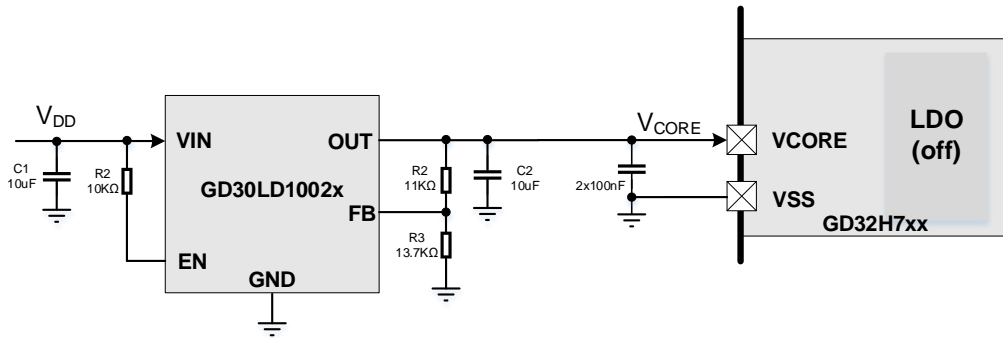 VDD
C1
10uF
R2
10KΩ
VIN
EN
GD30LD1002x
GND
OUT
FB
R2
11KΩ
R3
13.7KΩ
C2
10uF
VCORE
2x100nF
VCORE
VSS
LDO
(off)
GD32H7xx